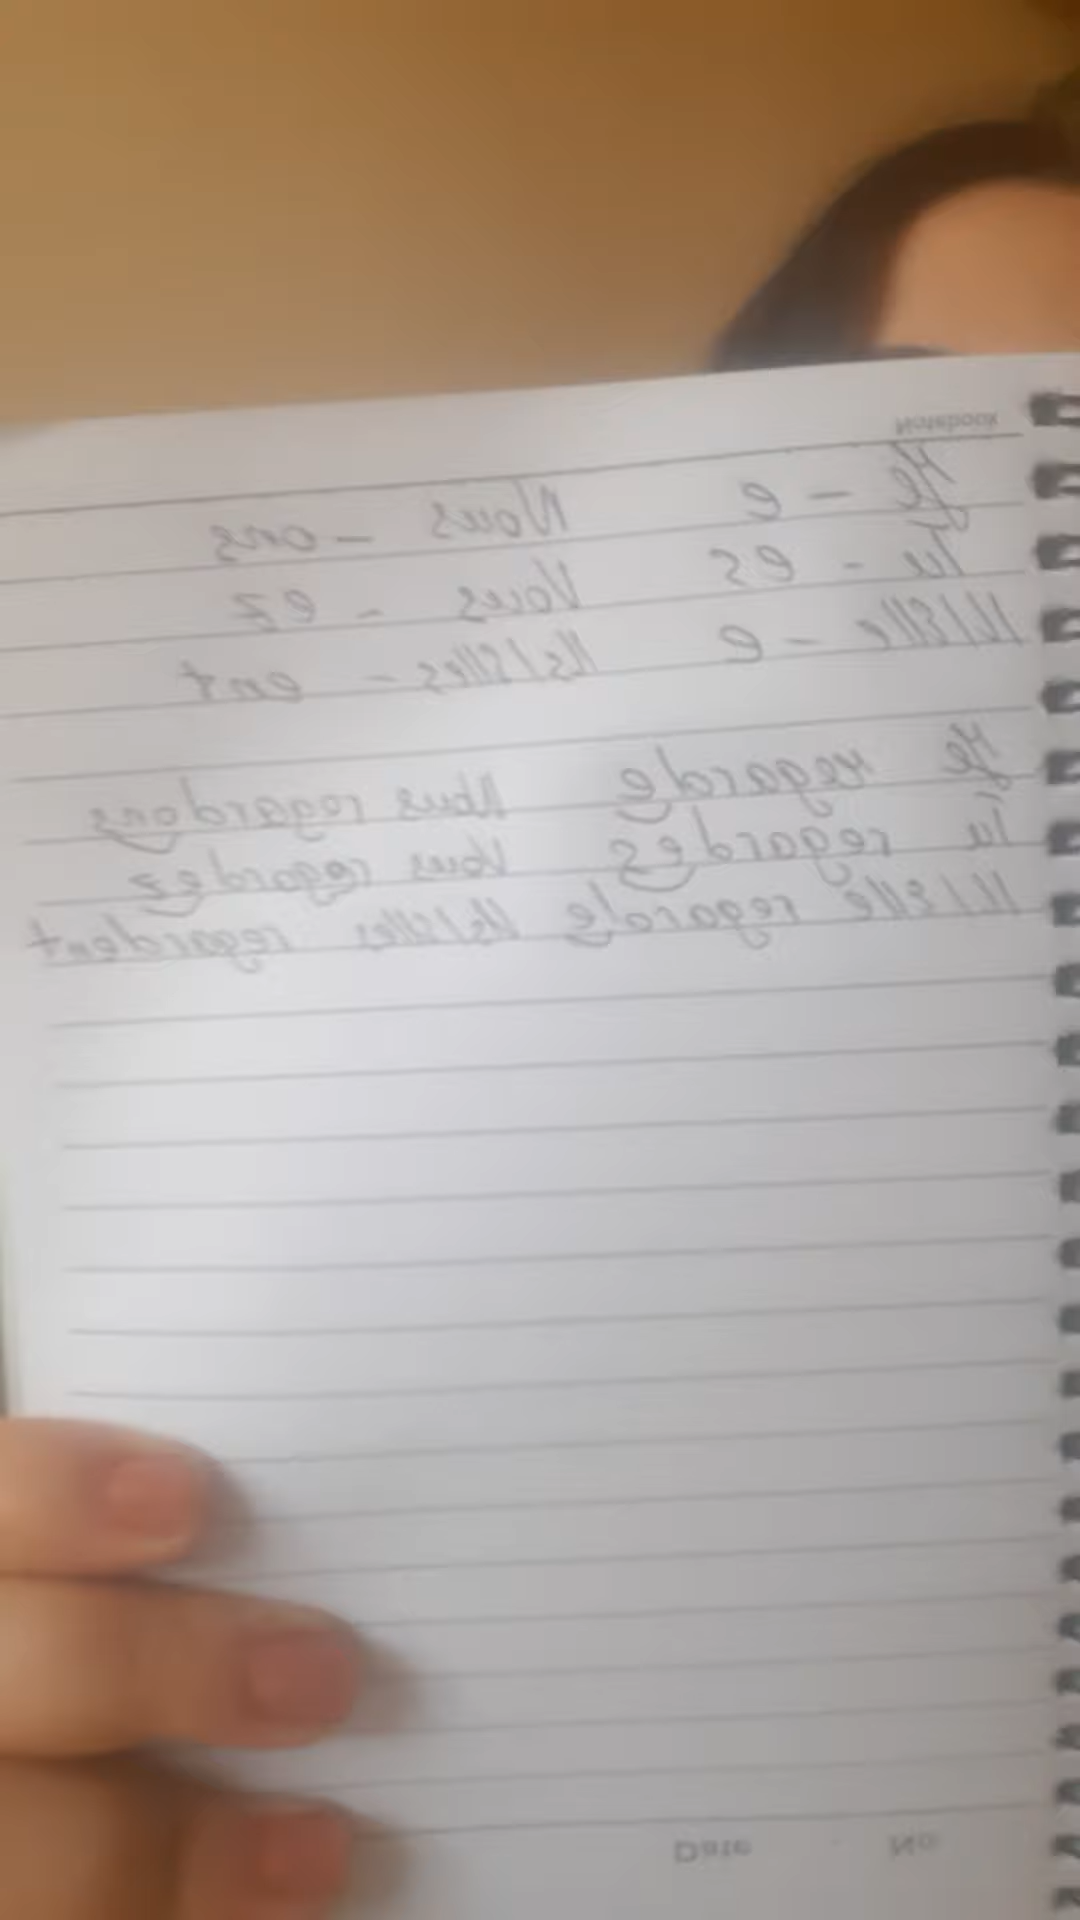 Notebook
Je - e Nous - ons
Tu - es Vous - ez
Il/Elle - e Ils/Elles - ent
Je regarde Nous regardons
Tu regardes Vous regardez
Il/Elle regarde Ils/Elles regardent
No Date